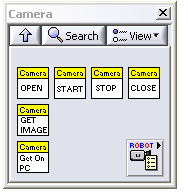 Camera
Search
View
Camera Camera Camera Camera
OPEN START STOP CLOSE
Camera
GET
IMAGE
Camera
Get On
PC
ROBOT